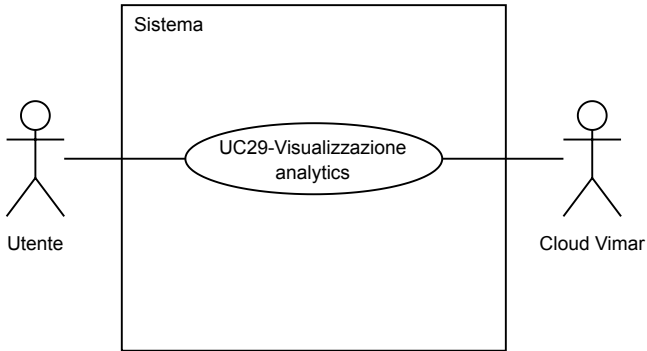 Sistema
UC29-Visualizzazione
analytics
Utente
Cloud Vimar